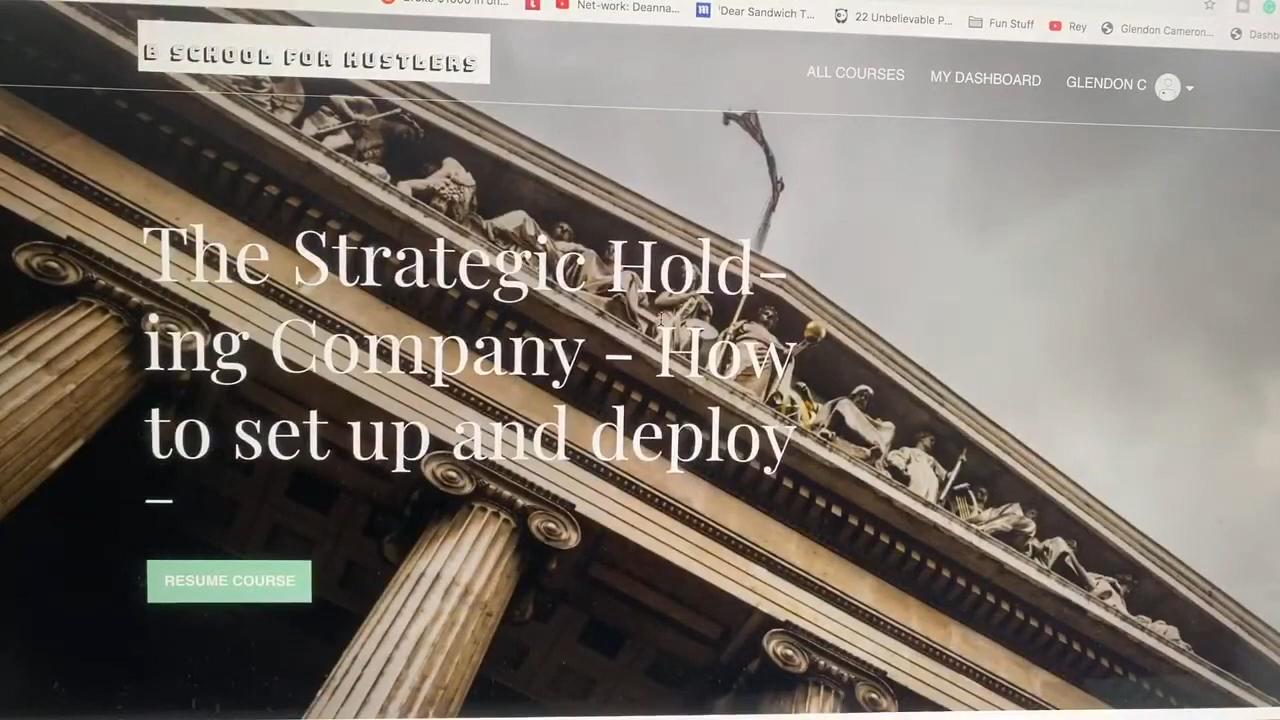 Net-work: Deanna...
'Dear Sandwich T...
22 Unbelievable P...
Fun Stuff
Rey
Glendon Cameron...
Dashb
B SCHOOL FOR HUSTLERS
ALL COURSES
MY DASHBOARD
GLENDON C
The Strategic Hold-
ing Company - How
to set up and deploy
–
RESUME COURSE